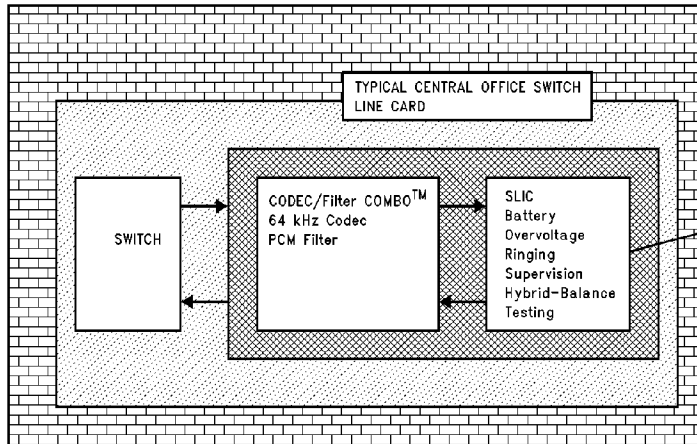 TYPICAL CENTRAL OFFICE SWITCH
LINE CARD
SWITCH
CODEC/Filter COMBO™
64 kHz Codec
PCM Filter
SLIC
Battery
Overvoltage
Ringing
Supervision
Hybrid-Balance
Testing